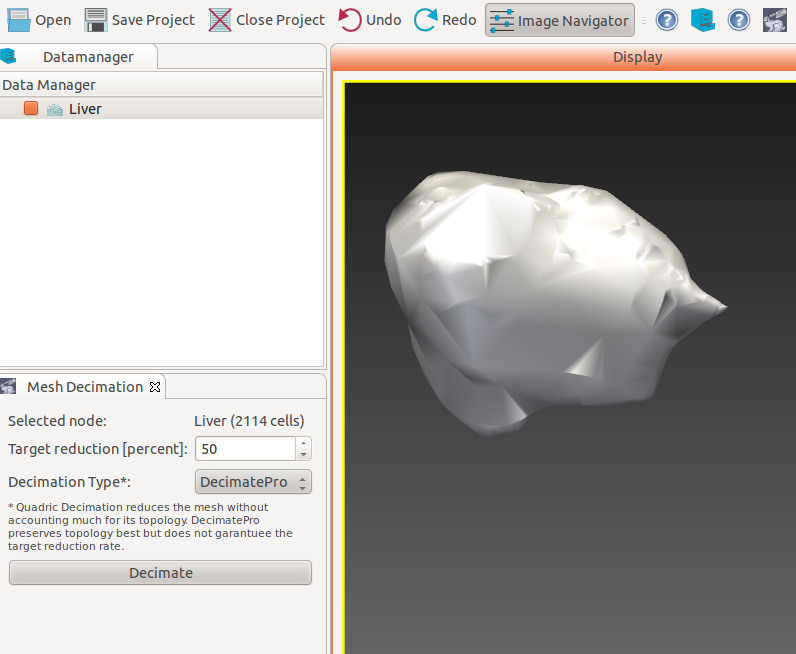 Open Save Project Close Project Undo Redo Image Navigator ? ?
Datamanager
Display
Data Manager
Liver
Mesh Decimation
Selected node: Liver (2114 cells)
Target reduction [percent]: 50
Decimation Type*: DecimatePro
* Quadric Decimation reduces the mesh without
accounting much for its topology. DecimatePro
preserves topology best but does not garantuee the
target reduction rate.
Decimate